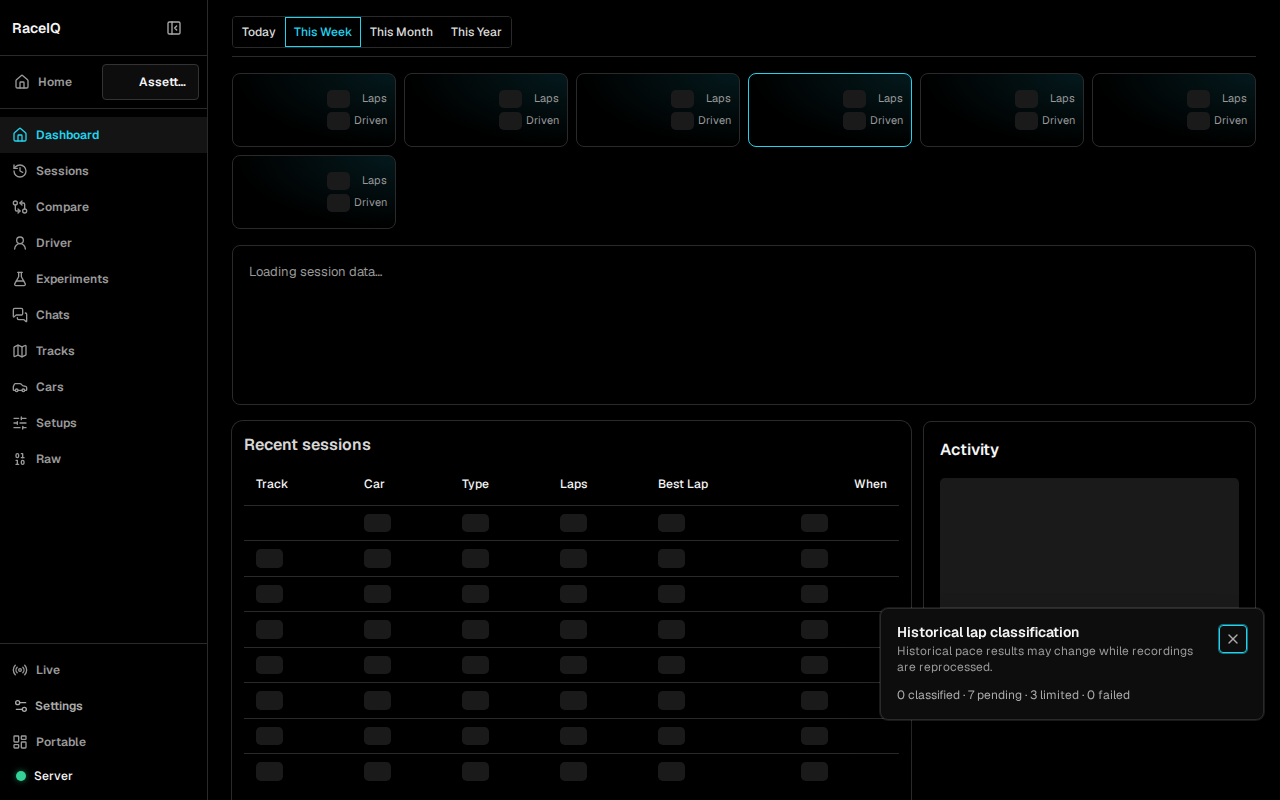 RaceIQ
Home
Assett...
Dashboard
Sessions
Compare
Driver
Experiments
Chats
Tracks
Cars
Setups
Raw
Live
Settings
Portable
Server
Today
This Week
This Month
This Year
Laps
Driven
Laps
Driven
Laps
Driven
Laps
Driven
Laps
Driven
Laps
Driven
Laps
Driven
Loading session data...
Recent sessions
Track Car Type Laps Best Lap When
Activity
Historical lap classification
Historical pace results may change while recordings
are reprocessed.
0 classified · 7 pending · 3 limited · 0 failed